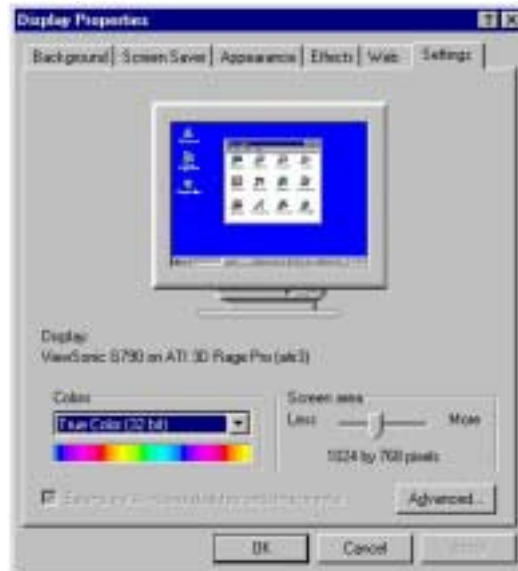 Display Properties
Background Screen Saver Appearance Effects Web Settings
Display:
ViewSonic G790 on ATI 3D Rage Pro (atir3)
Colors
True Color (32 bit)
Screen area
Less More
1024 by 768 pixels
Advanced...
OK Cancel Apply